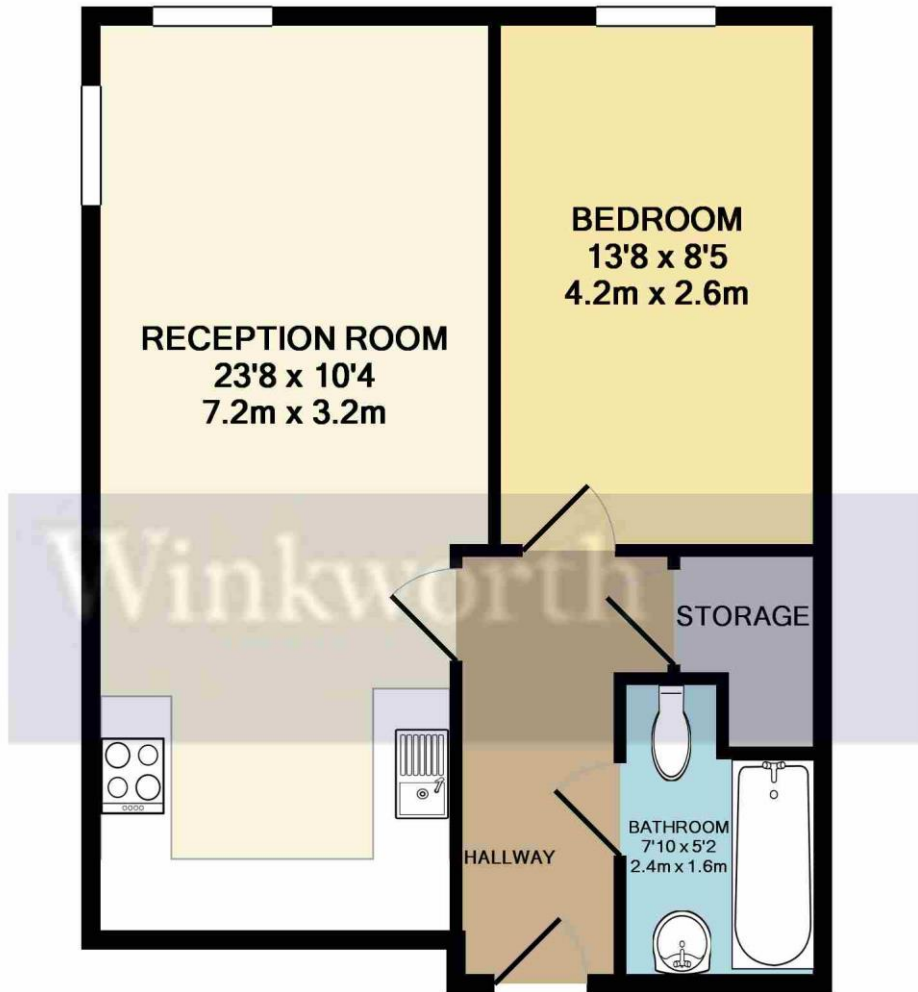 BEDROOM
13'8 x 8'5
4.2m x 2.6m
RECEPTION ROOM
23'8 x 10'4
7.2m x 3.2m
Winkworth
STORAGE
BATHROOM
7'10 x 5'2
2.4m x 1.6m
HALLWAY